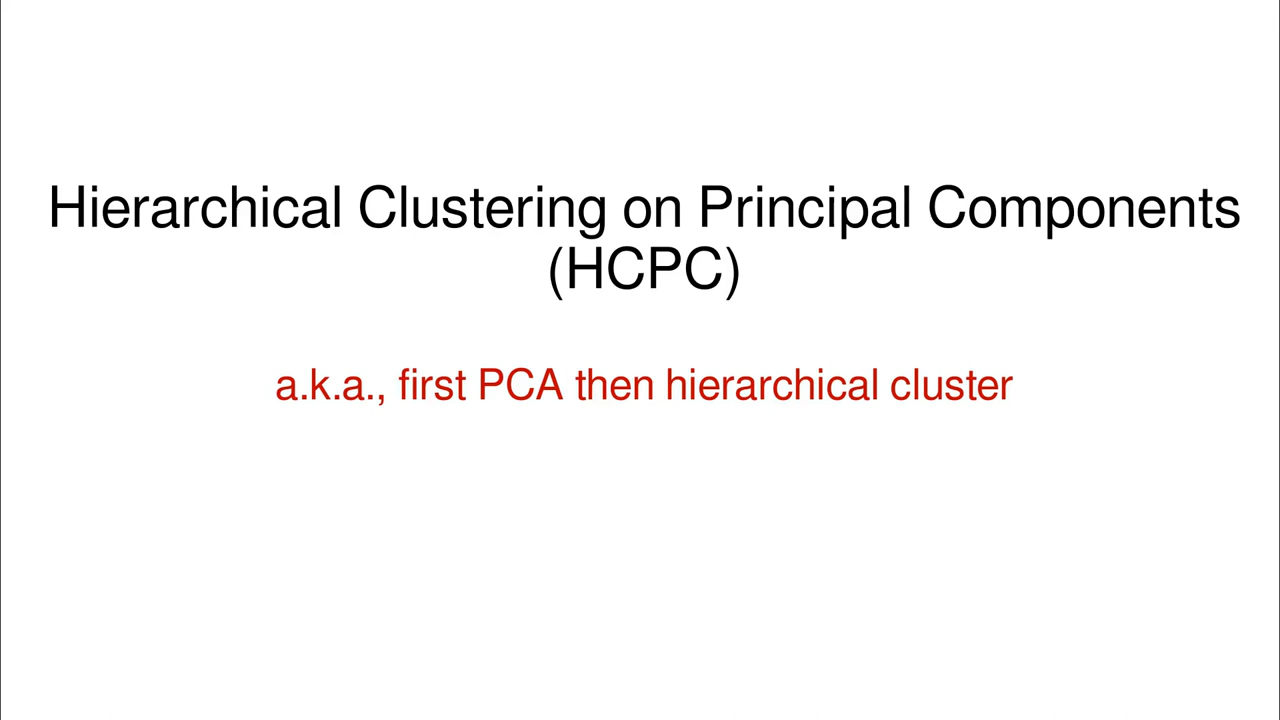 Hierarchical Clustering on Principal Components
(HCPC)
a.k.a., first PCA then hierarchical cluster